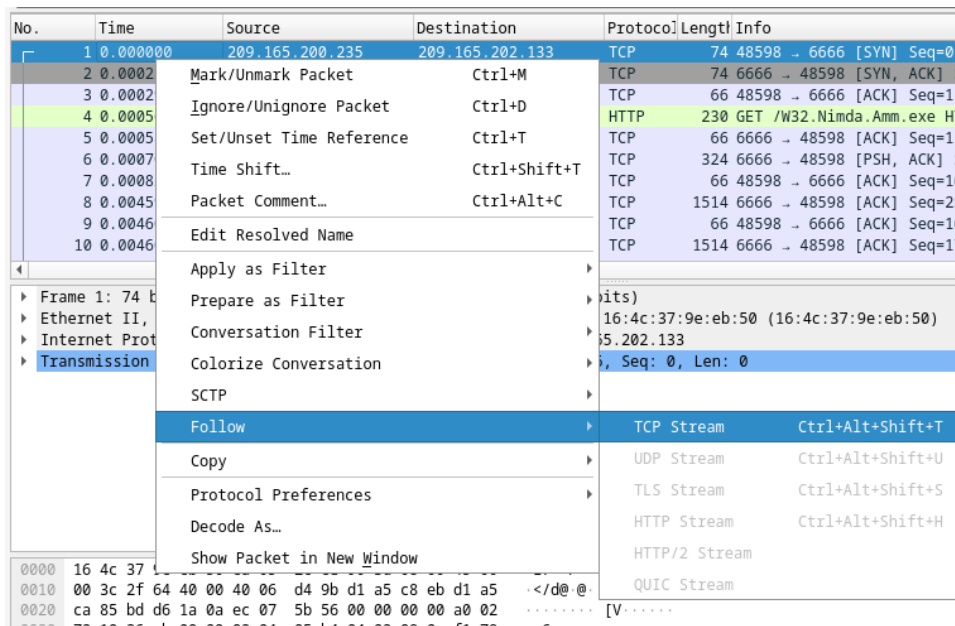 No. Time Source Destination Protocol Length Info
1 0.000000 209.165.200.235 209.165.202.133 TCP 74 48598 → 6666 [SYN] Seq=0
2 0.0002 TCP 74 6666 → 48598 [SYN, ACK]
3 0.0002 TCP 66 48598 → 6666 [ACK] Seq=1
4 0.0005 HTTP 230 GET /W32.Nimda.Amm.exe H
5 0.0005 TCP 66 6666 → 48598 [ACK] Seq=1
6 0.0007 TCP 324 6666 → 48598 [PSH, ACK]
7 0.0008 TCP 66 48598 → 6666 [ACK] Seq=1
8 0.0045 TCP 1514 6666 → 48598 [ACK] Seq=2
9 0.0046 TCP 66 48598 → 6666 [ACK] Seq=1
10 0.0046 TCP 1514 6666 → 48598 [ACK] Seq=1
Mark/Unmark Packet Ctrl+M
Ignore/Unignore Packet Ctrl+D
Set/Unset Time Reference Ctrl+T
Time Shift… Ctrl+Shift+T
Packet Comment… Ctrl+Alt+C
Edit Resolved Name
Apply as Filter
Prepare as Filter
Conversation Filter
Colorize Conversation
SCTP
Follow
Copy
Protocol Preferences
Decode As…
Show Packet in New Window
TCP Stream Ctrl+Alt+Shift+T
UDP Stream Ctrl+Alt+Shift+U
TLS Stream Ctrl+Alt+Shift+S
HTTP Stream Ctrl+Alt+Shift+H
HTTP/2 Stream
QUIC Stream
Frame 1: 74 b its)
Ethernet II, 16:4c:37:9e:eb:50 (16:4c:37:9e:eb:50)
Internet Prot 5.202.133
Transmission , Seq: 0, Len: 0
0000 16 4c 37
0010 00 3c 2f 64 40 00 40 06 d4 9b d1 a5 c8 eb d1 a5 ·</d@·@·
0020 ca 85 bd d6 1a 0a ec 07 5b 56 00 00 00 00 a0 02 ········ [V······